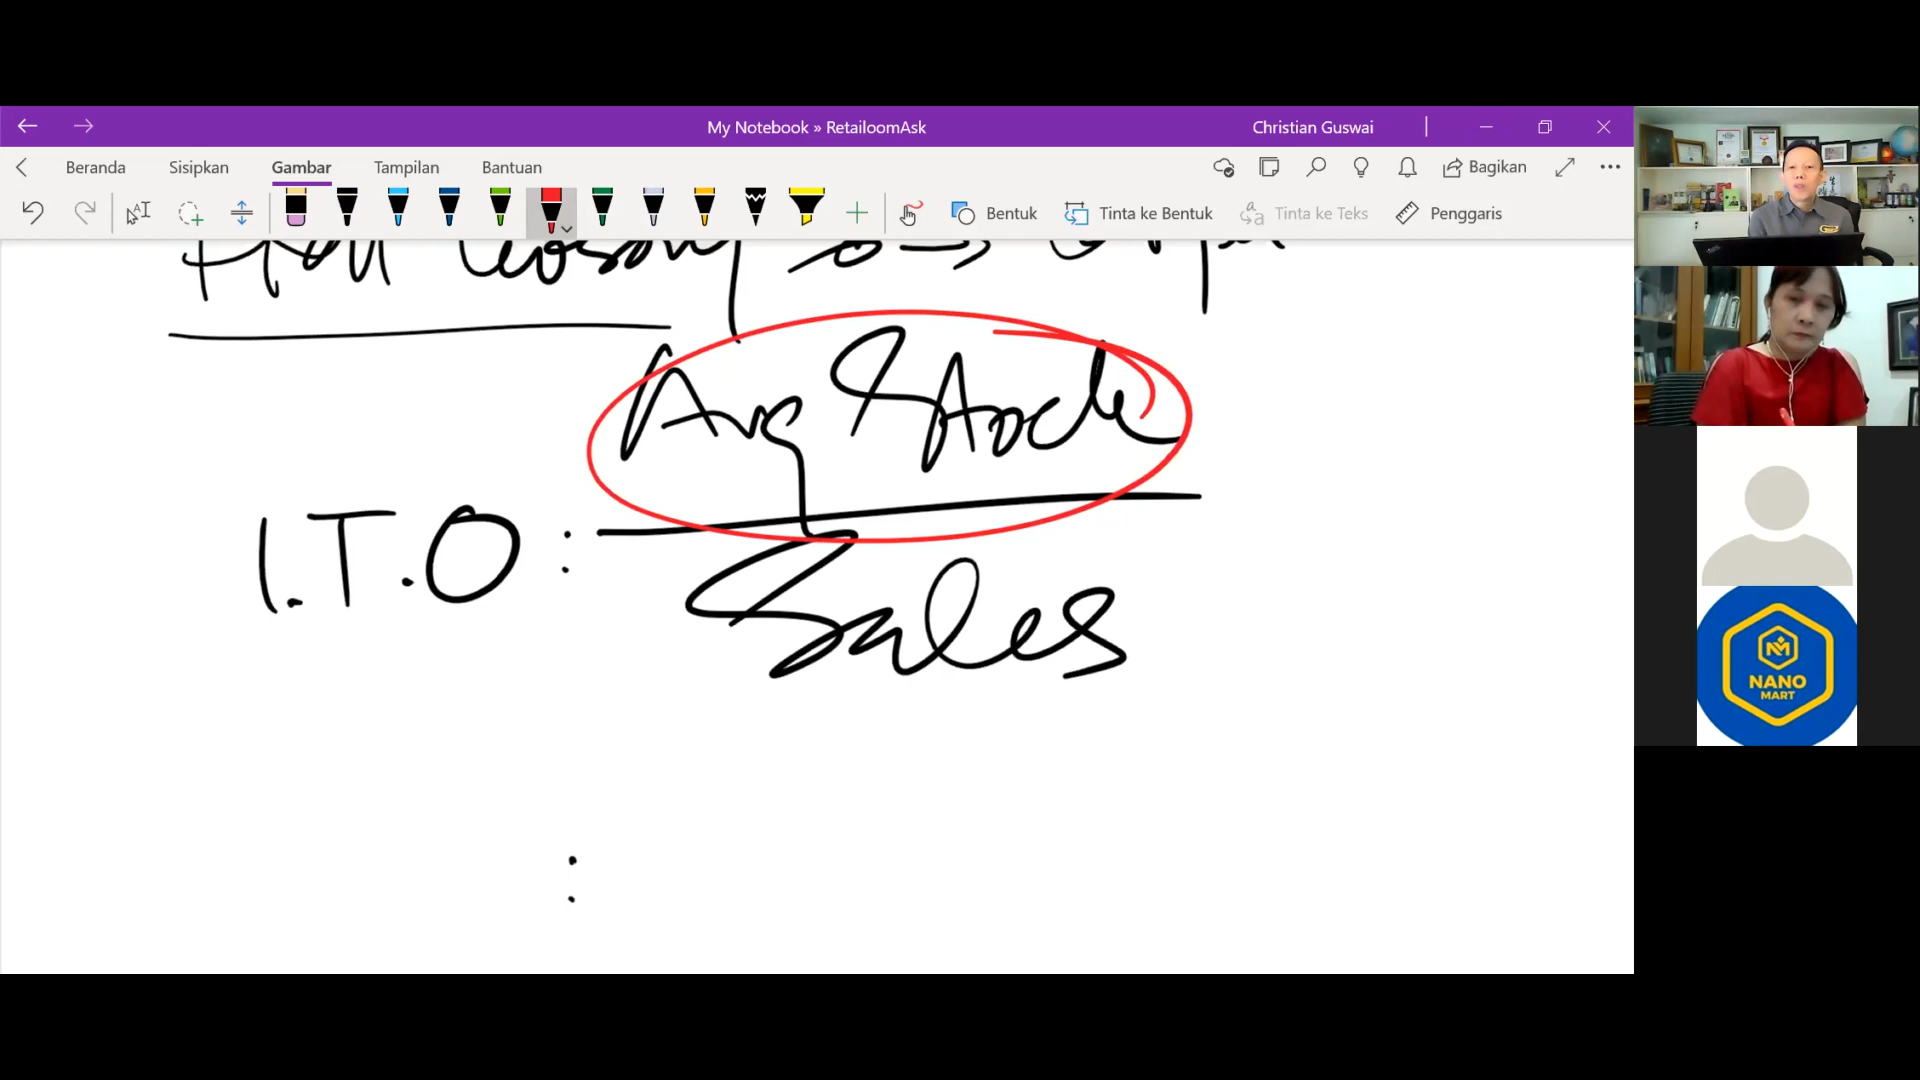 My Notebook » RetailoomAsk
Christian Guswai
Beranda Sisipkan Gambar Tampilan Bantuan
Bagikan
Bentuk Tinta ke Bentuk Tinta ke Teks Penggaris
Avg Stock
I.T.O :
Sales
:
NANO
MART